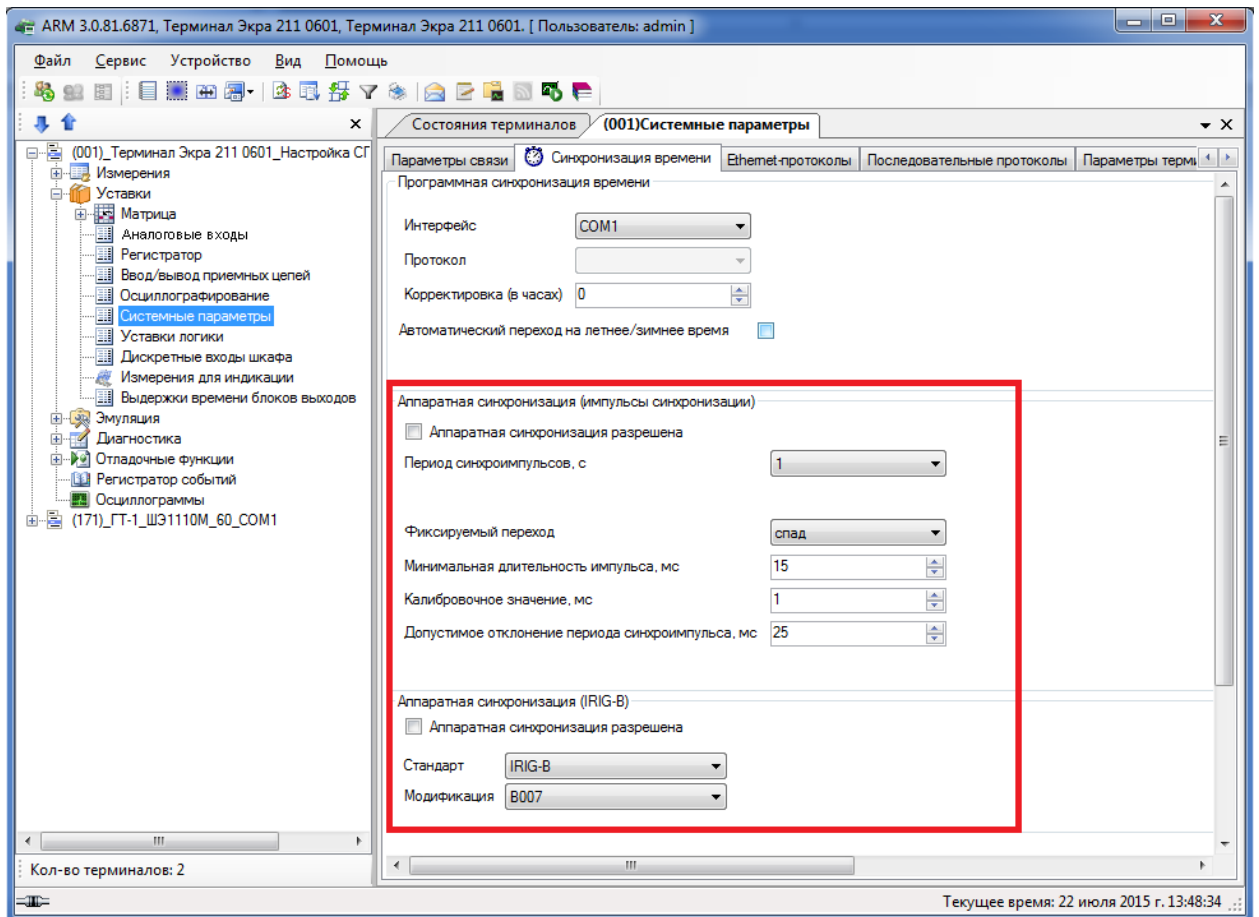 ARM 3.0.81.6871, Терминал Экра 211 0601, Терминал Экра 211 0601. [ Пользователь: admin ]
Файл Сервис Устройство Вид Помощь
(001)_Терминал Экра 211 0601_Настройка СГ
Измерения
Уставки
Матрица
Аналоговые входы
Регистратор
Ввод/вывод приемных цепей
Осциллографирование
Системные параметры
Уставки логики
Дискретные входы шкафа
Измерения для индикации
Выдержки времени блоков выходов
Эмуляция
Диагностика
Отладочные функции
Регистратор событий
Осциллограммы
(171)_ГТ-1_ШЭ1110М_60_COM1
Кол-во терминалов: 2
Состояния терминалов (001)Системные параметры
Параметры связи Синхронизация времени Ethernet-протоколы Последовательные протоколы Параметры терми
Программная синхронизация времени
Интерфейс COM1
Протокол
Корректировка (в часах) 0
Автоматический переход на летнее/зимнее время
Аппаратная синхронизация (импульсы синхронизации)
Аппаратная синхронизация разрешена
Период синхроимпульсов, с 1
Фиксируемый переход спад
Минимальная длительность импульса, мс 15
Калибровочное значение, мс 1
Допустимое отклонение периода синхроимпульса, мс 25
Аппаратная синхронизация (IRIG-B)
Аппаратная синхронизация разрешена
Стандарт IRIG-B
Модификация B007
Текущее время: 22 июля 2015 г. 13:48:34